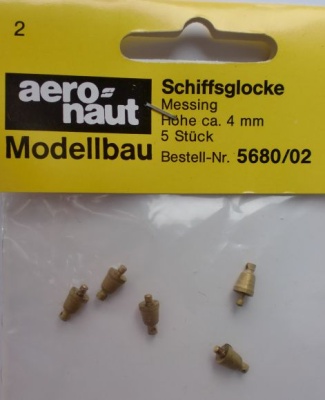 2
aero=
naut
Modellbau
Schiffsglocke
Messing
Höhe ca. 4 mm
5 Stück
Bestell-Nr. 5680/02